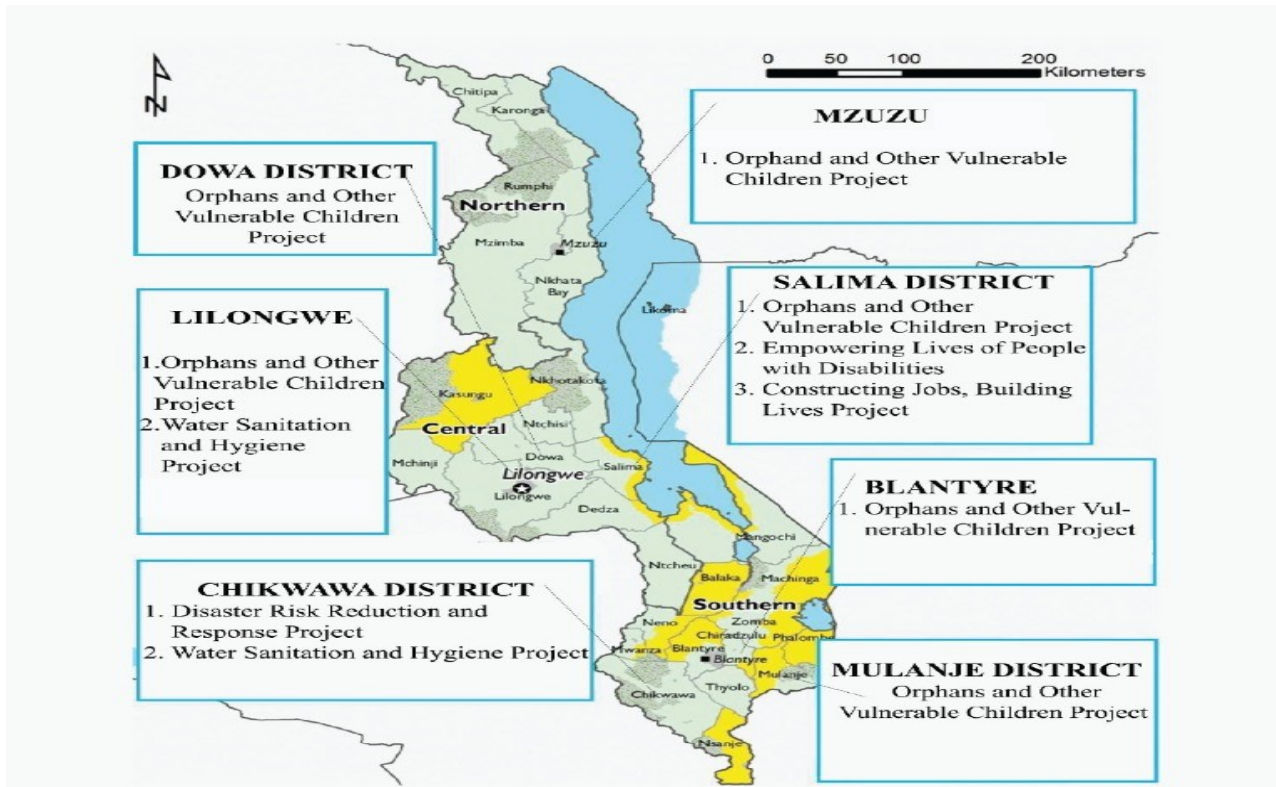 N
0 50 100 200
Kilometers
MZUZU
1. Orphand and Other Vulnerable
Children Project
DOWA DISTRICT
Orphans and Other
Vulnerable Children
Project
SALIMA DISTRICT
1. Orphans and Other
Vulnerable Children Project
2. Empowering Lives of People
with Disabilities
3. Constructing Jobs, Building
Lives Project
LILONGWE
1.Orphans and Other
Vulnerable Children
Project
2.Water Sanitation
and Hygiene
Project
BLANTYRE
1. Orphans and Other Vul-
nerable Children Project
CHIKWAWA DISTRICT
1. Disaster Risk Reduction and
Response Project
2. Water Sanitation and Hygiene Project
MULANJE DISTRICT
Orphans and Other
Vulnerable Children Project
Chitipa
Karonga
Rumphi
Northern
Mzimba
Mzuzu
Nkhata
Bay
Likoma
Nkhotakota
Kasungu
Central
Ntchisi
Mchinji
Dowa
Salima
Lilongwe
Lilongwe
Dedza
Mangochi
Ntcheu
Balaka
Machinga
Southern
Neno
Zomba
Chiradzulu
Phalombe
Mwanza
Blantyre
Blantyre
Mulanje
Thyolo
Chikwawa
Nsanje